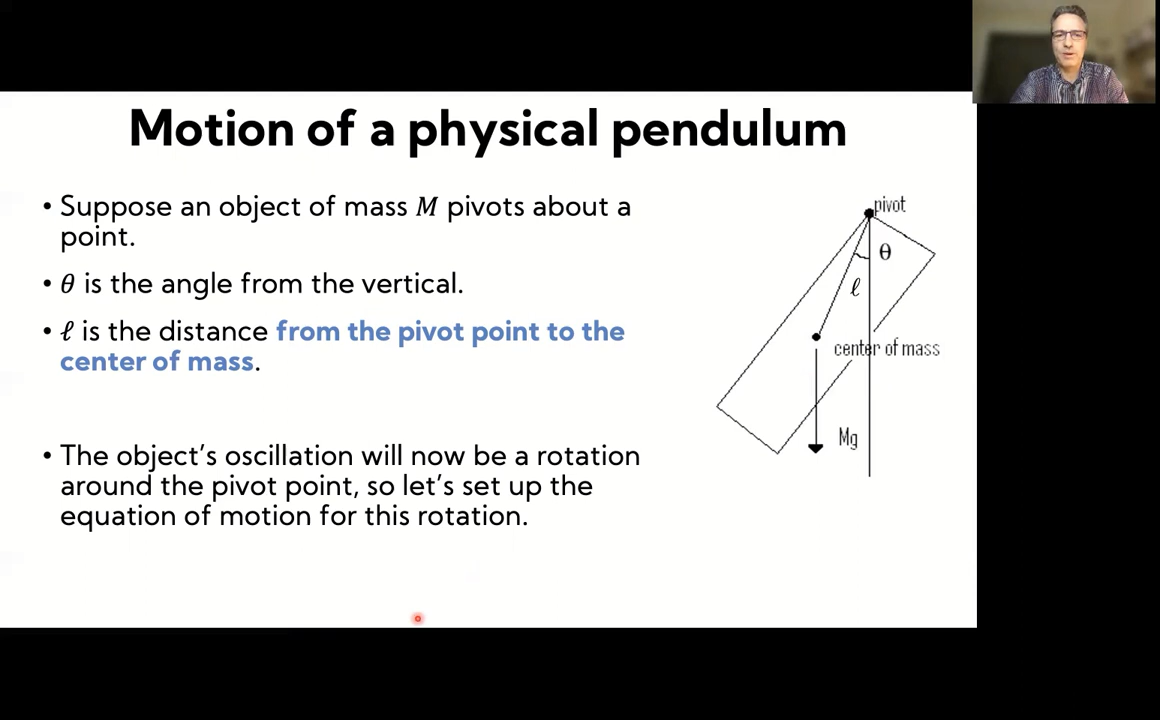 Motion of a physical pendulum
• Suppose an object of mass M pivots about a
point.
• θ is the angle from the vertical.
• ℓ is the distance from the pivot point to the
center of mass.
• The object’s oscillation will now be a rotation
around the pivot point, so let’s set up the
equation of motion for this rotation.
pivot
θ
ℓ
center of mass
Mg